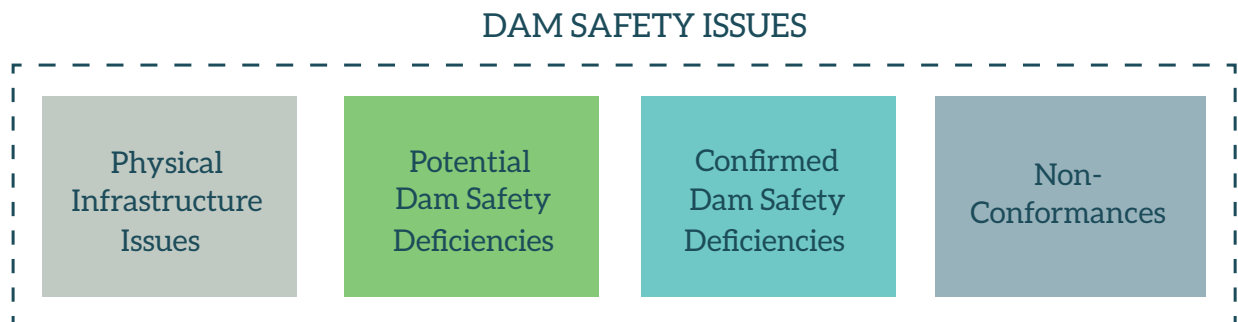 DAM SAFETY ISSUES
Physical
Infrastructure
Issues
Potential
Dam Safety
Deficiencies
Confirmed
Dam Safety
Deficiencies
Non-
Conformances